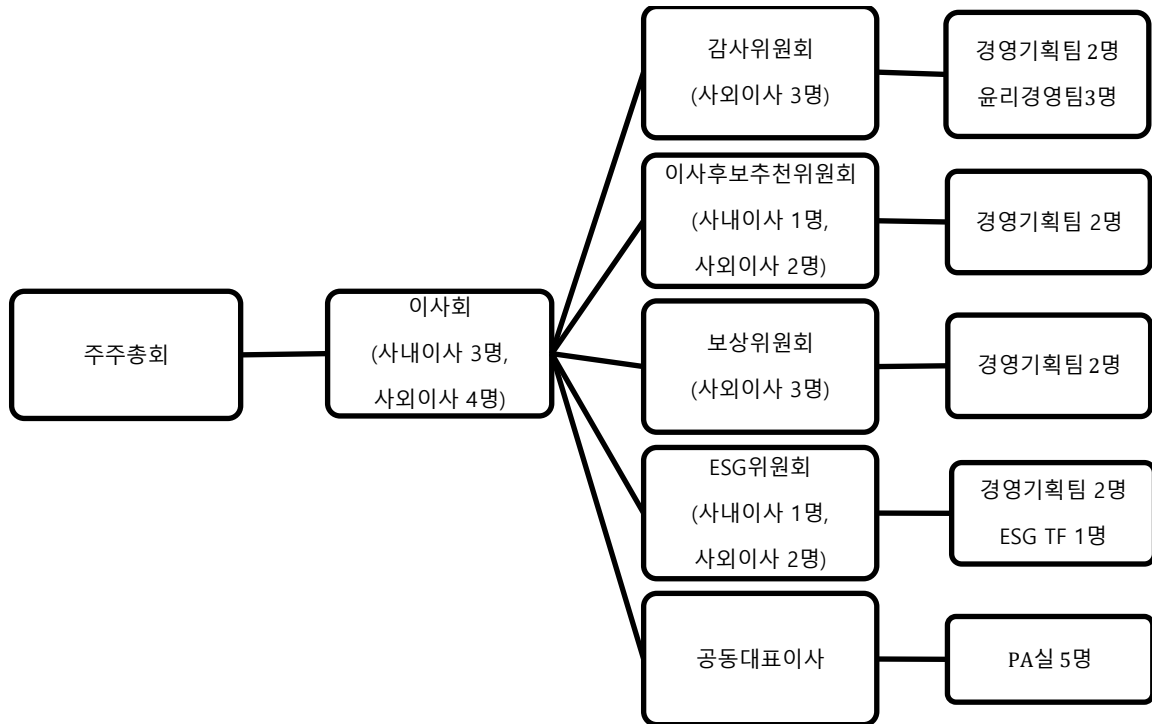 주주총회
이사회
(사내이사 3명,
사외이사 4명)
감사위원회
(사외이사 3명)
경영기획팀 2명
윤리경영팀3명
이사후보추천위원회
(사내이사 1명,
사외이사 2명)
경영기획팀 2명
보상위원회
(사외이사 3명)
경영기획팀 2명
ESG위원회
(사내이사 1명,
사외이사 2명)
경영기획팀 2명
ESG TF 1명
공동대표이사
PA실 5명